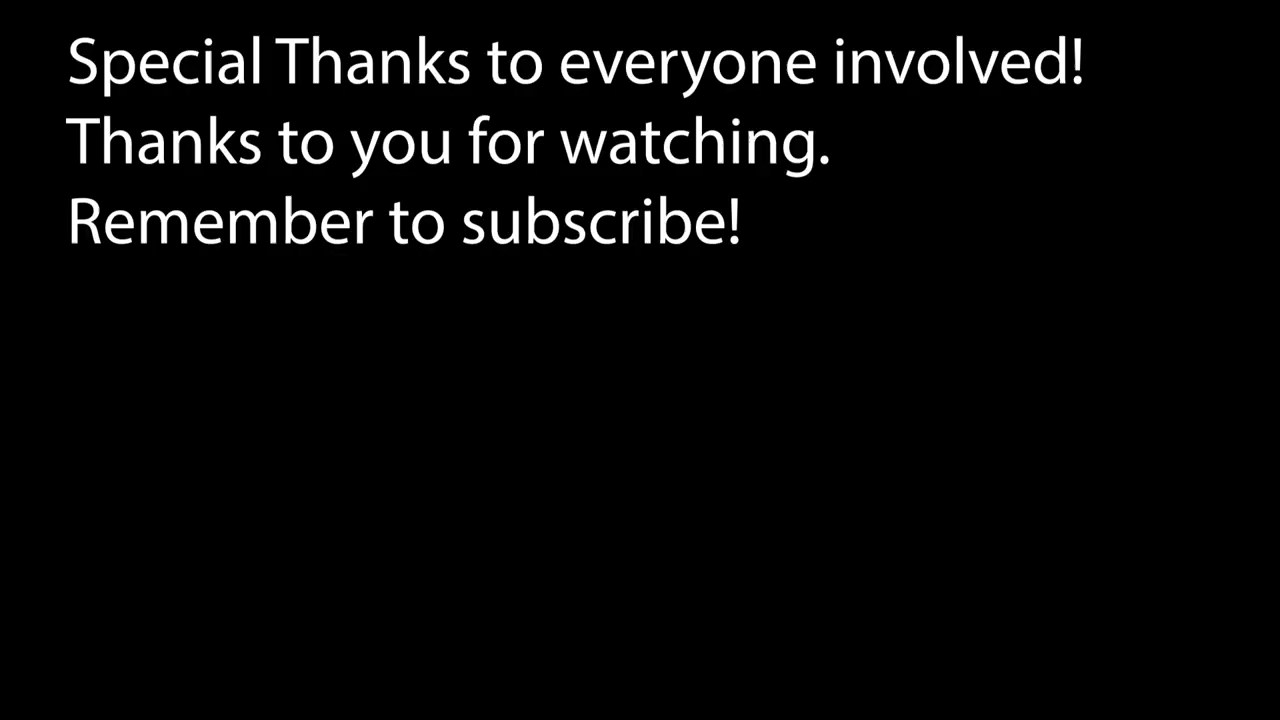 Special Thanks to everyone involved!
Thanks to you for watching.
Remember to subscribe!